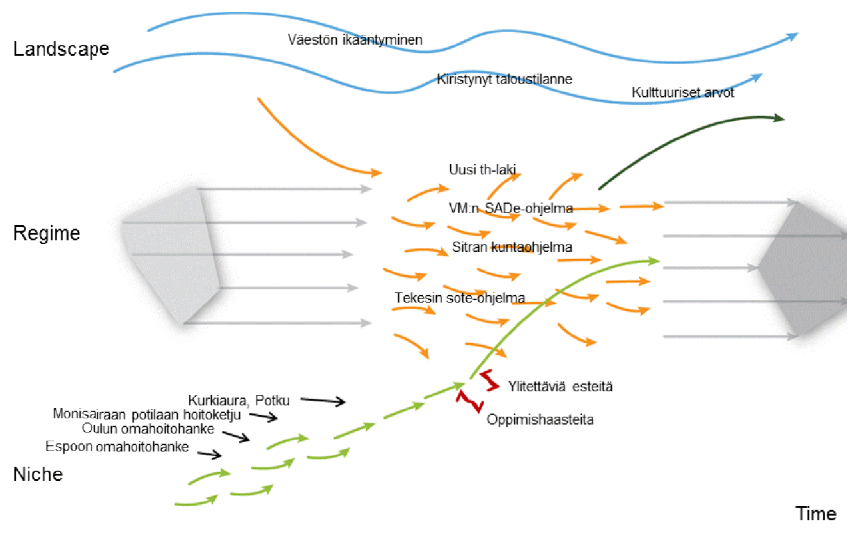 Landscape
Väestön ikääntyminen
Kiristynyt taloustilanne
Kulttuuriset arvot
Uusi th-laki
VM:n SADe-ohjelma
Regime
Sitran kuntaohjelma
Tekesin sote-ohjelma
Ylitettäviä esteitä
Kurkiaura, Potku
Monisairaan potilaan hoitoketju
Oppimishaasteita
Oulun omahoitohanke
Espoon omahoitohanke
Niche
Time